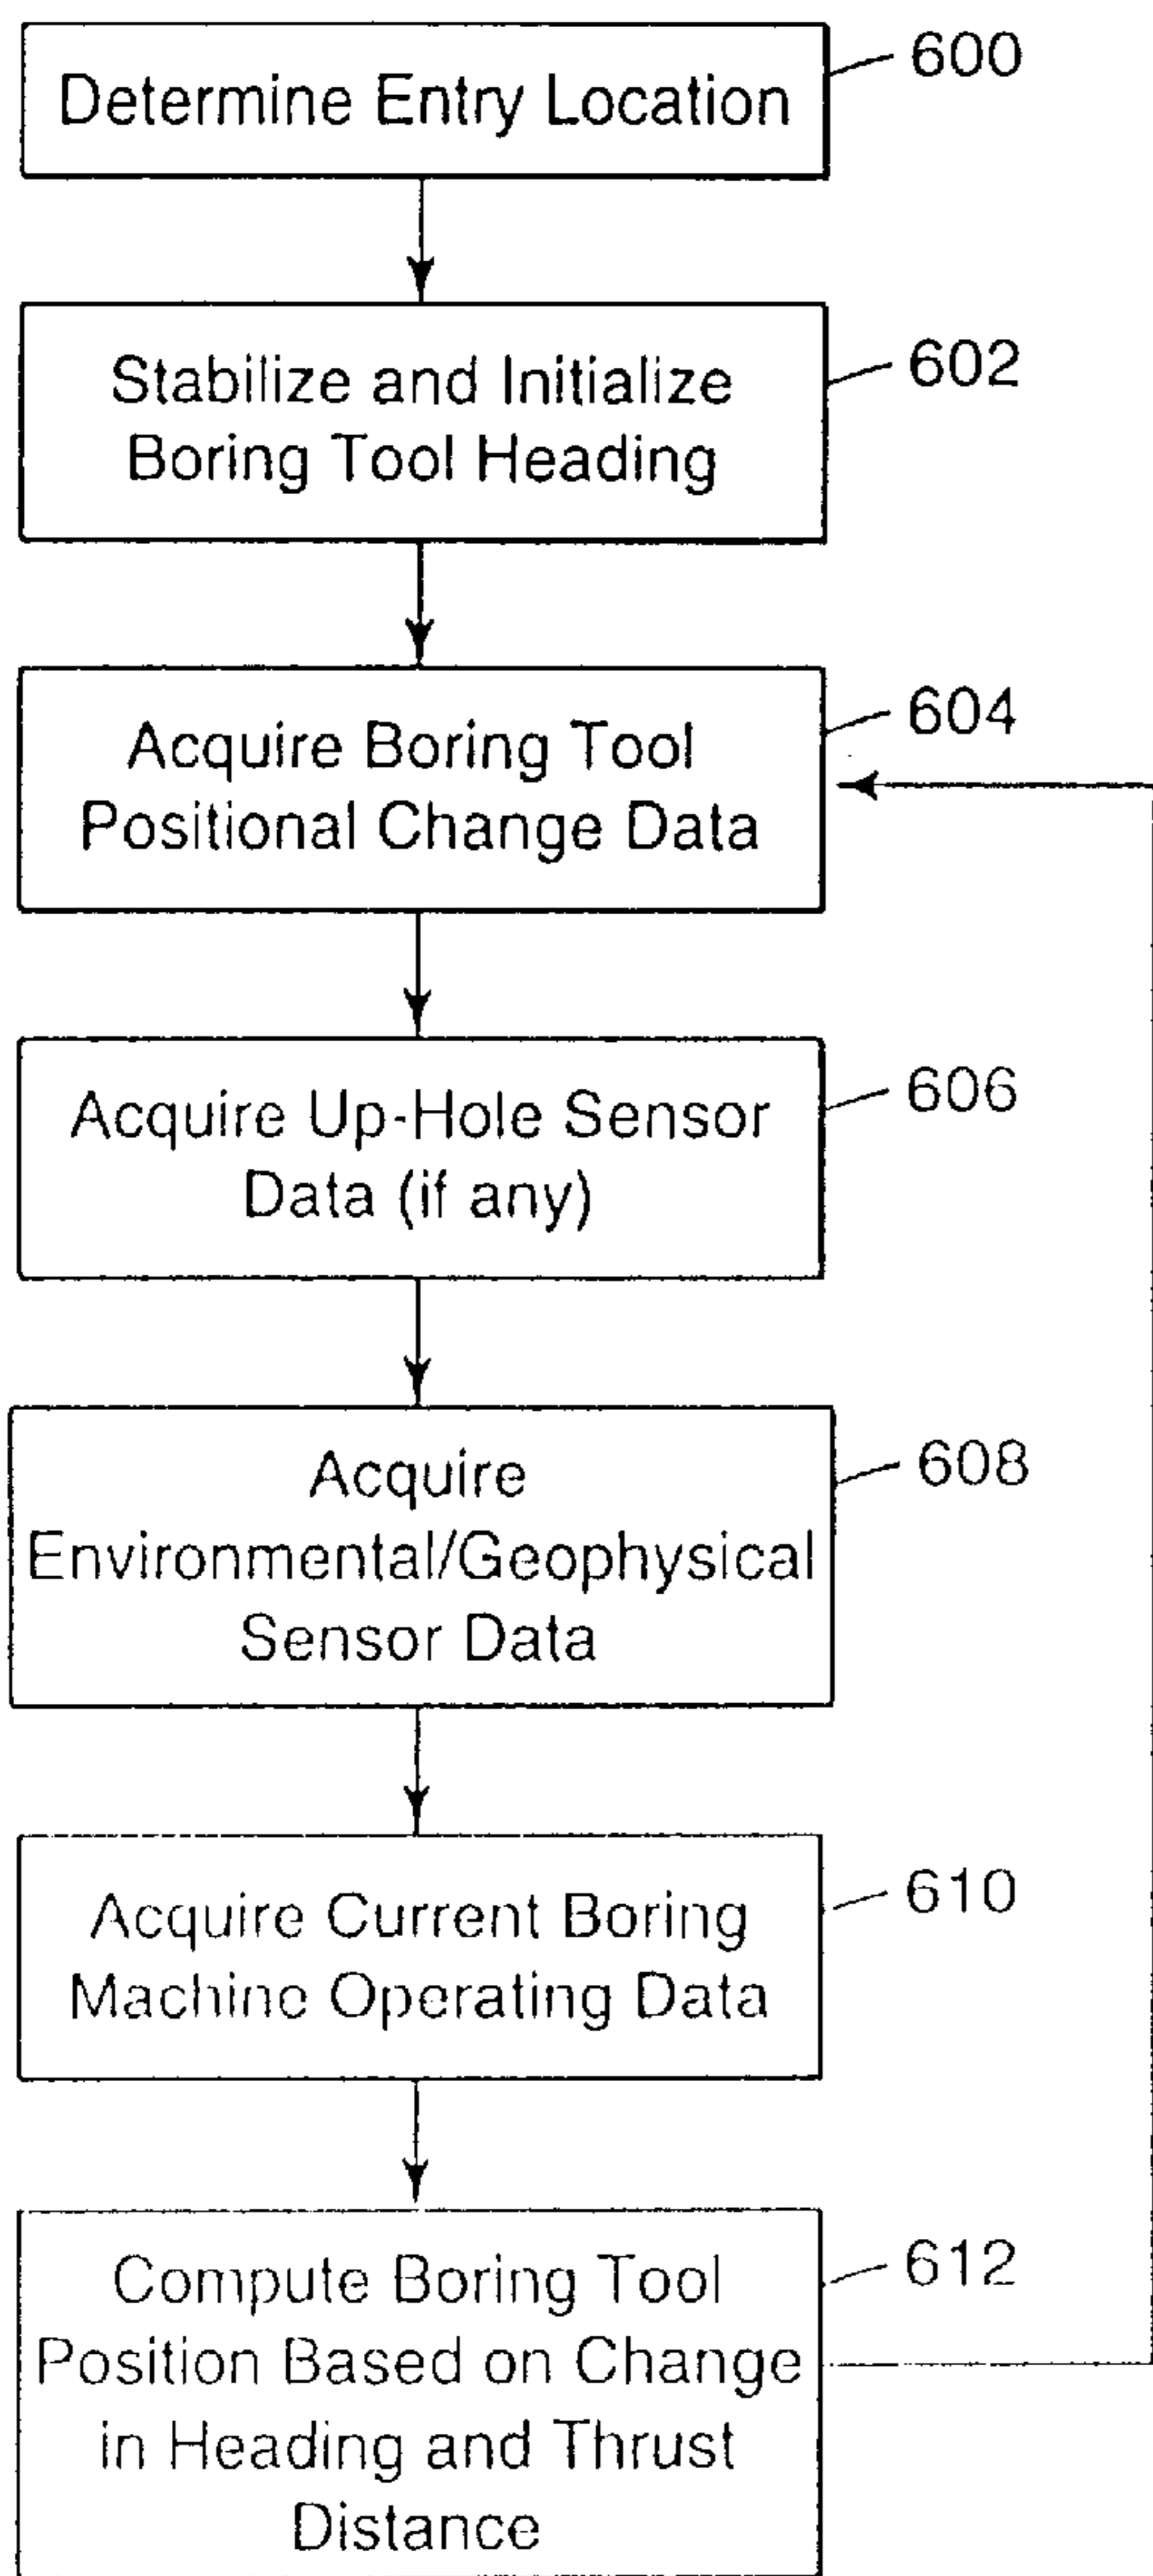 600
Determine Entry Location
602
Stabilize and Initialize
Boring Tool Heading
604
Acquire Boring Tool
Positional Change Data
606
Acquire Up-Hole Sensor
Data (if any)
608
Acquire
Environmental/Geophysical
Sensor Data
610
Acquire Current Boring
Machine Operating Data
612
Compute Boring Tool
Position Based on Change
in Heading and Thrust
Distance